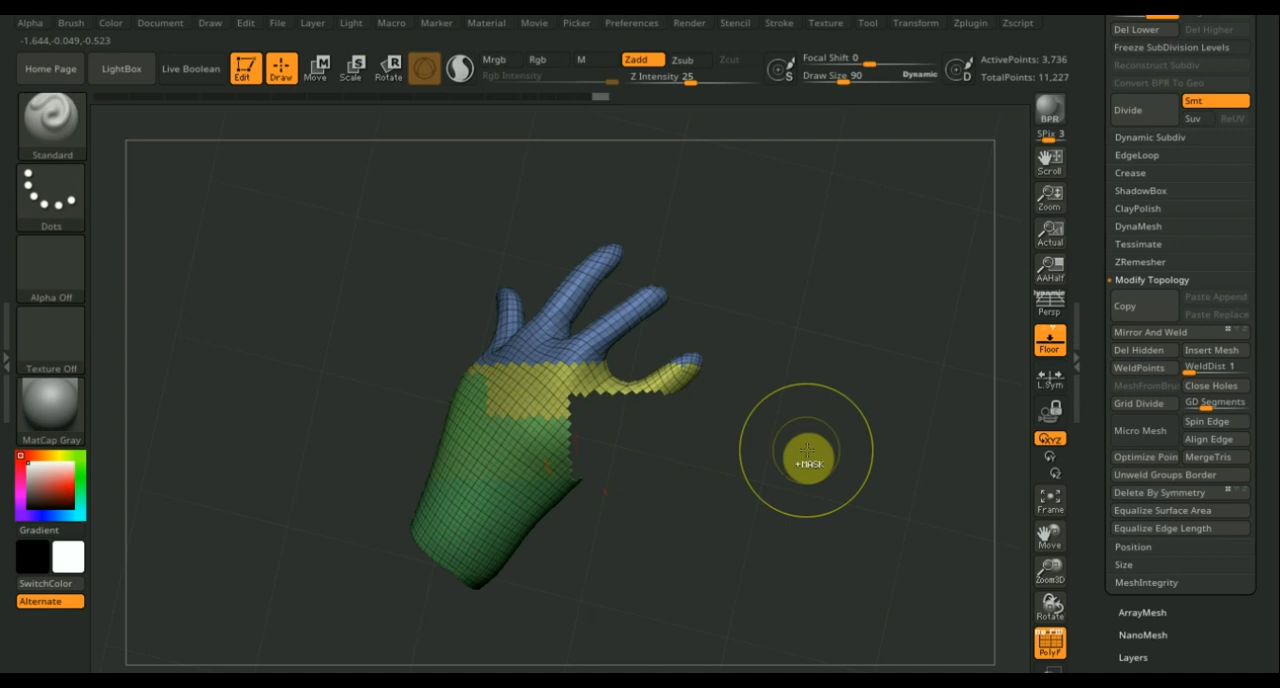 Alpha Brush Color Document Draw Edit File Layer Light Macro Marker Material Movie Picker Preferences Render Stencil Stroke Texture Tool Transform Zplugin Zscript
-1.644,-0.049,-0.523
Home Page
LightBox
Live Boolean
Edit
Draw
Move
Scale
Rotate
Mrgb Rgb M
Rgb Intensity
Zadd Zsub Zcut
Z Intensity 25
S
Focal Shift 0
Draw Size 90 Dynamic
D
ActivePoints: 3,736
TotalPoints: 11,227
Standard
Dots
Alpha Off
Texture Off
MatCap Gray
Gradient
SwitchColor
Alternate
+MASK
BPR
SPix 3
Scroll
Zoom
Actual
AAHalf
Dynamic
Persp
Floor
L.Sym
XYZ
Y
Z
Frame
Move
Zoom3D
Rotate
PolyF
Del Lower Del Higher
Freeze SubDivision Levels
Reconstruct Subdiv
Convert BPR To Geo
Divide
Smt
Suv ReUV
Dynamic Subdiv
EdgeLoop
Crease
ShadowBox
ClayPolish
DynaMesh
Tessimate
ZRemesher
Modify Topology
Copy
Paste Append
Paste Replace
Mirror And Weld
Del Hidden Insert Mesh
WeldPoints WeldDist 1
MeshFromBru Close Holes
Grid Divide GD Segments
Micro Mesh
Spin Edge
Align Edge
Optimize Poin MergeTris
Unweld Groups Border
Delete By Symmetry
Equalize Surface Area
Equalize Edge Length
Position
Size
MeshIntegrity
ArrayMesh
NanoMesh
Layers